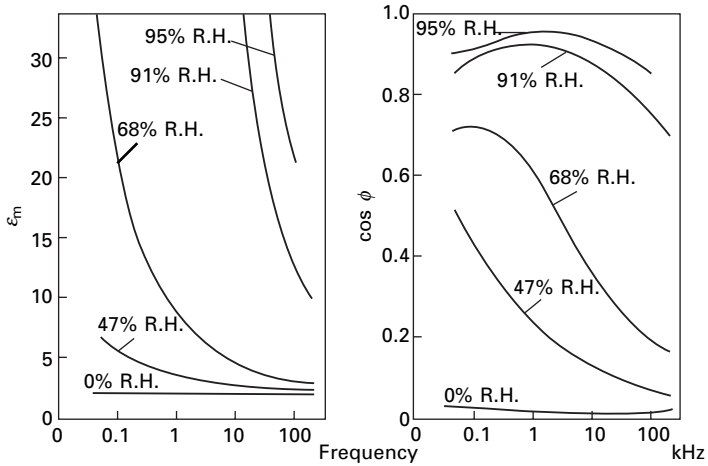 30
25
20
15
10
5
0
εm
95% R.H.
91% R.H.
68% R.H.
47% R.H.
0% R.H.
0 0.1 1 10 100
1.0
0.8
0.6
0.4
0.2
0
cos ϕ
95% R.H.
91% R.H.
68% R.H.
47% R.H.
0% R.H.
0 0.1 1 10 100
Frequency kHz